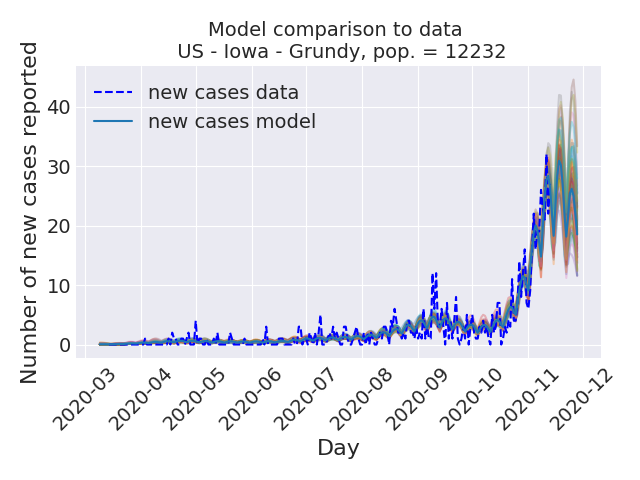 Model comparison to data
US - Iowa - Grundy, pop. = 12232
Number of new cases reported
40
30
20
10
0
new cases data
new cases model
2020-03
2020-04
2020-05
2020-06
2020-07
2020-08
2020-09
2020-10
2020-11
2020-12
Day